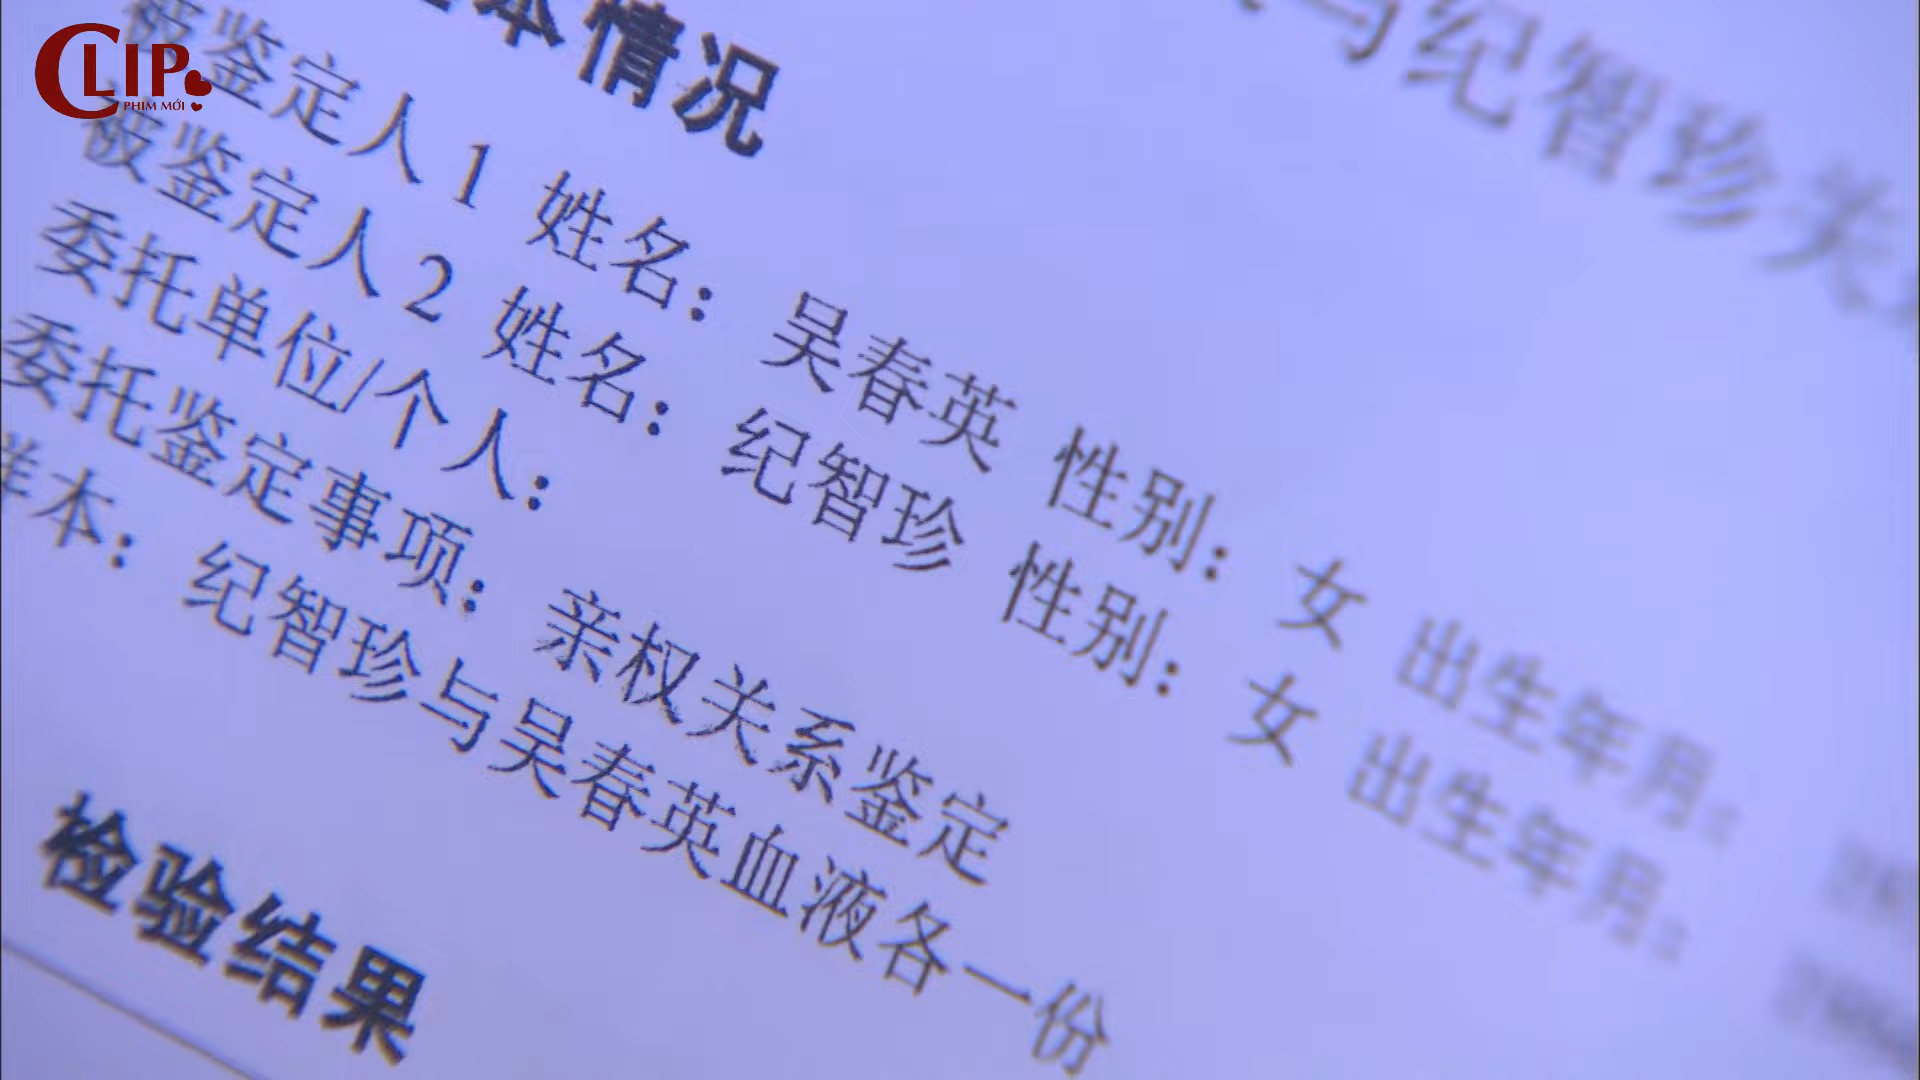 CLIP
PHIM MỚI
与纪智珍关
本情况
被鉴定人 1 姓名：吴春英 性别：女 出生年月：
被鉴定人 2 姓名：纪智珍 性别：女 出生年月：
委托单位/个人：
委托鉴定事项：亲权关系鉴定
样本：纪智珍与吴春英血液各一份
检验结果